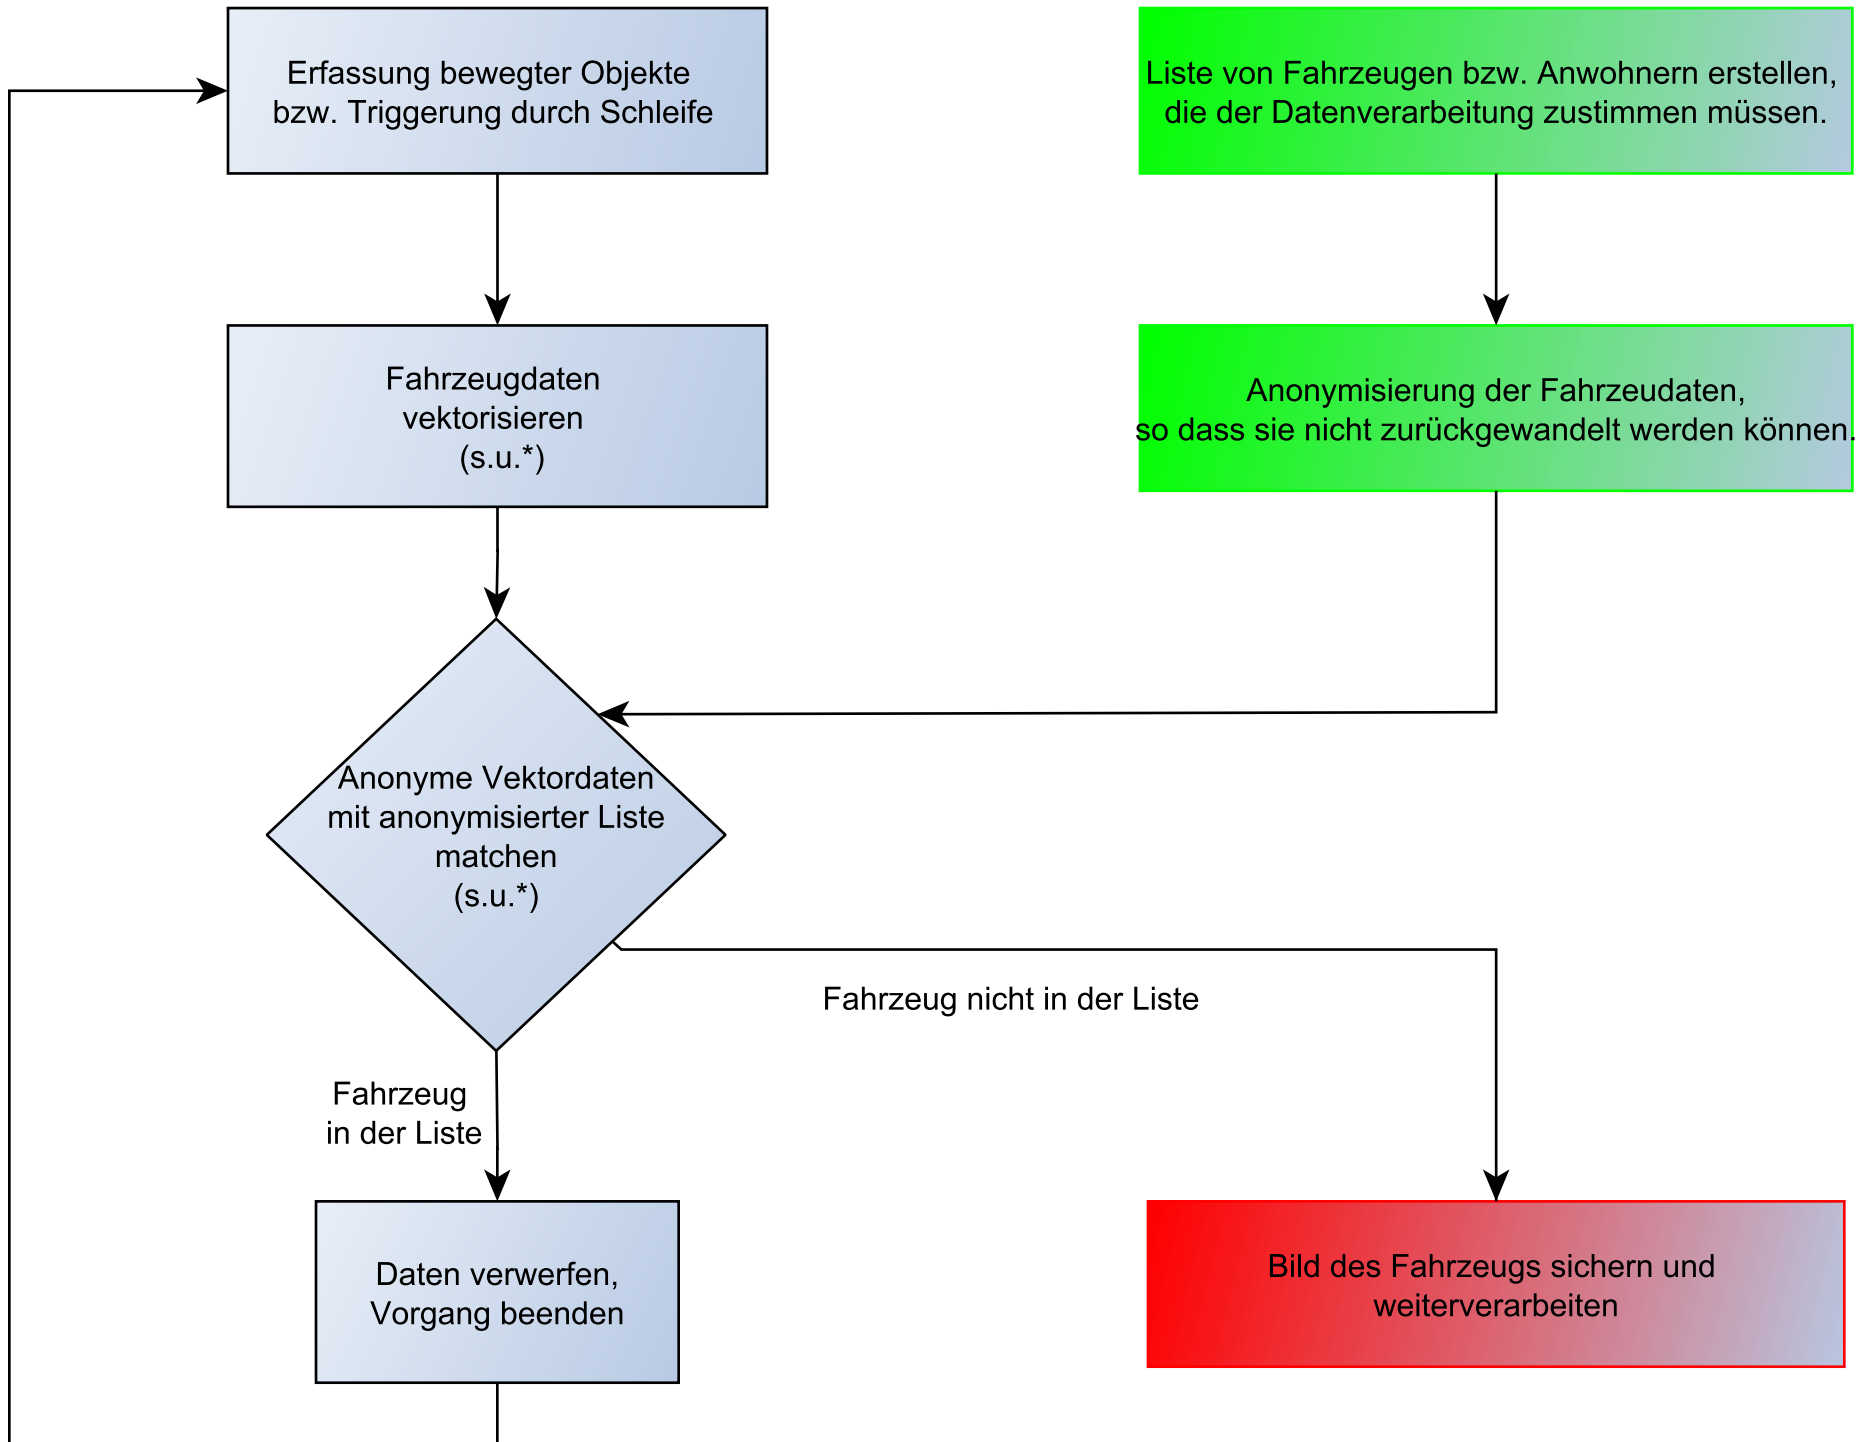 Erfassung bewegter Objekte
bzw. Triggerung durch Schleife
Liste von Fahrzeugen bzw. Anwohnern erstellen,
die der Datenverarbeitung zustimmen müssen.
Fahrzeugdaten
vektorisieren
(s.u.*)
Anonymisierung der Fahrzeudaten,
so dass sie nicht zurückgewandelt werden können.
Anonyme Vektordaten
mit anonymisierter Liste
matchen
(s.u.*)
Fahrzeug nicht in der Liste
Fahrzeug
in der Liste
Daten verwerfen,
Vorgang beenden
Bild des Fahrzeugs sichern und
weiterverarbeiten